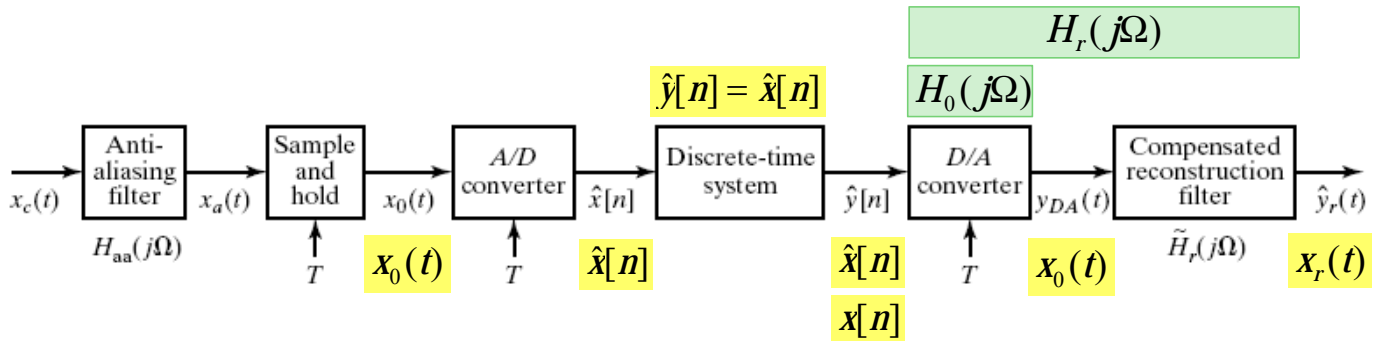 H_r(jΩ)
ŷ[n] = x̂[n]
H_0(jΩ)
Anti-
aliasing
filter
Sample
and
hold
A/D
converter
Discrete-time
system
D/A
converter
Compensated
reconstruction
filter
x_c(t)
x_a(t)
x_0(t)
x̂[n]
ŷ[n]
y_DA(t)
ŷ_r(t)
H_aa(jΩ)
T
x_0(t)
T
x̂[n]
x̂[n]
x[n]
T
x_0(t)
H̃_r(jΩ)
x_r(t)